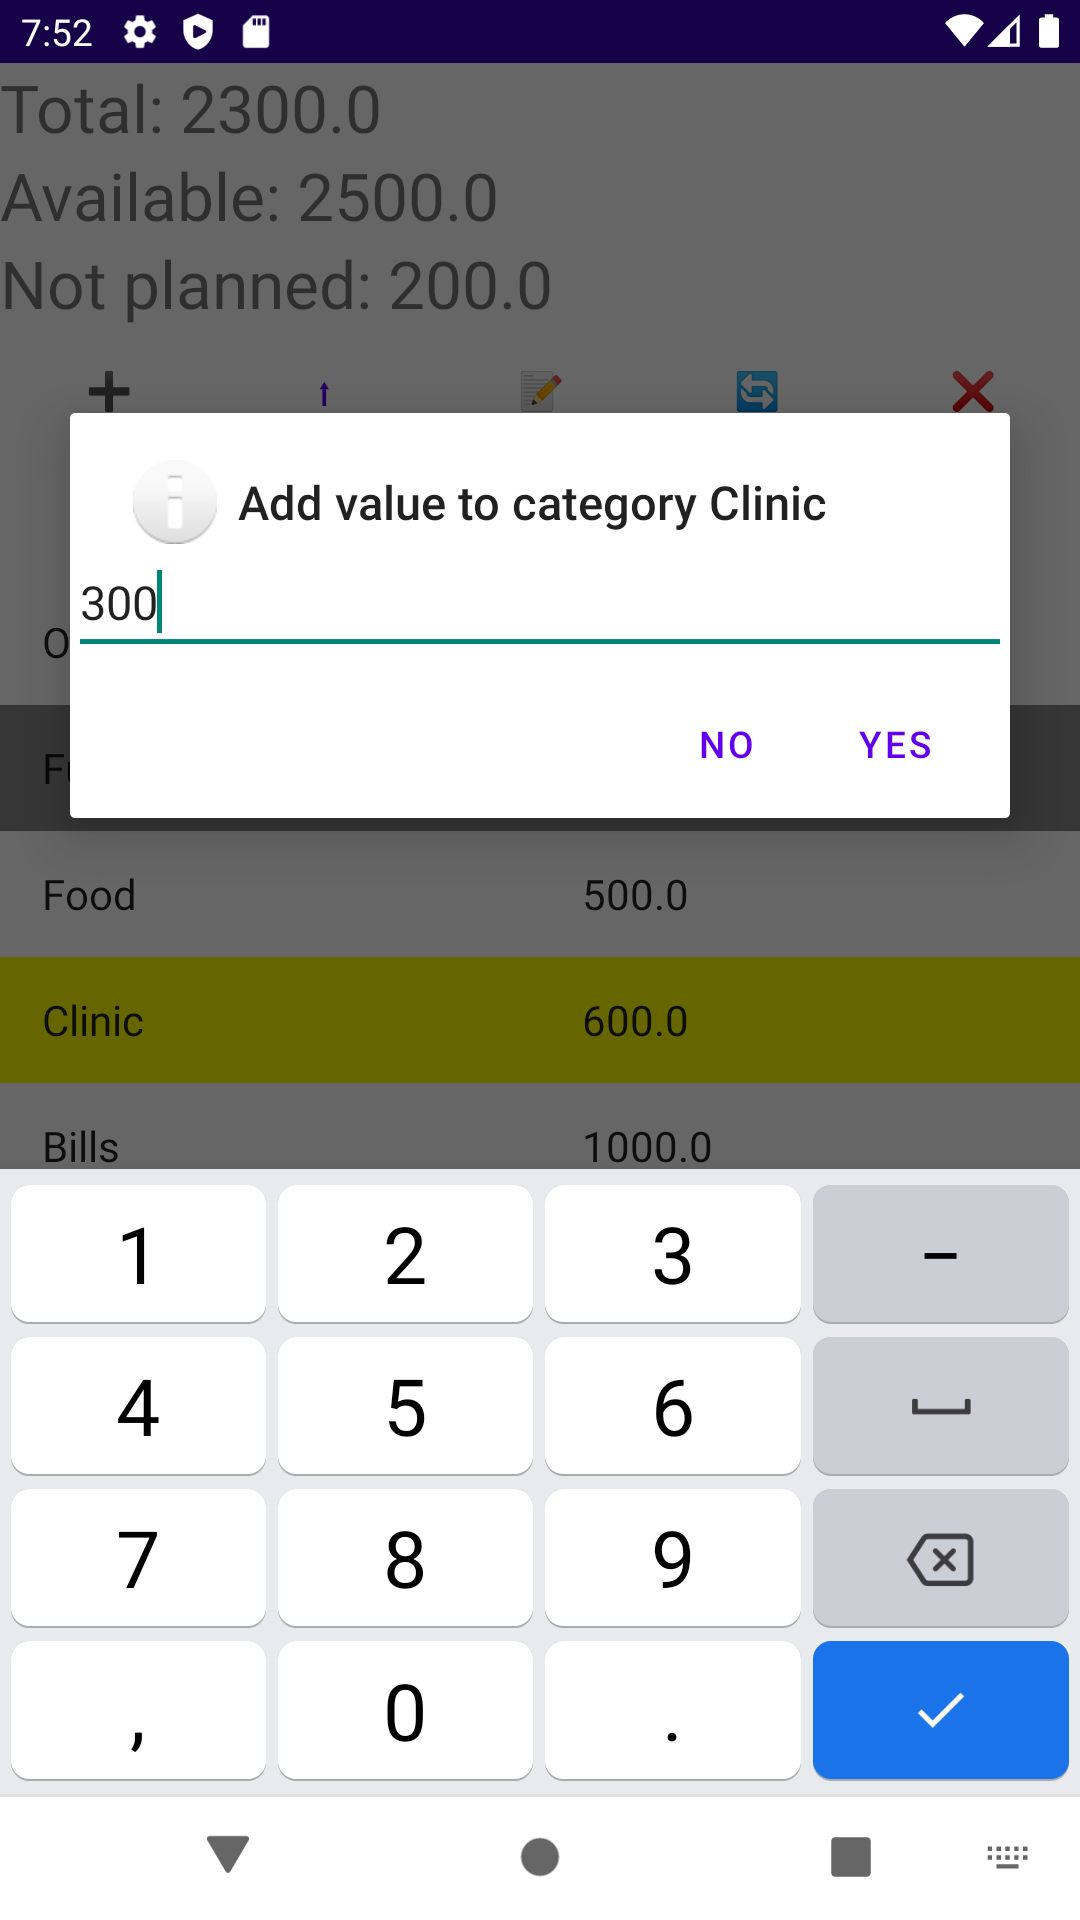 7:52
Total: 2300.0
Available: 2500.0
Not planned: 200.0
Add value to category Clinic
300
NO YES
Food 500.0
Clinic 600.0
Bills 1000.0
1 2 3 –
4 5 6
7 8 9
, 0 .